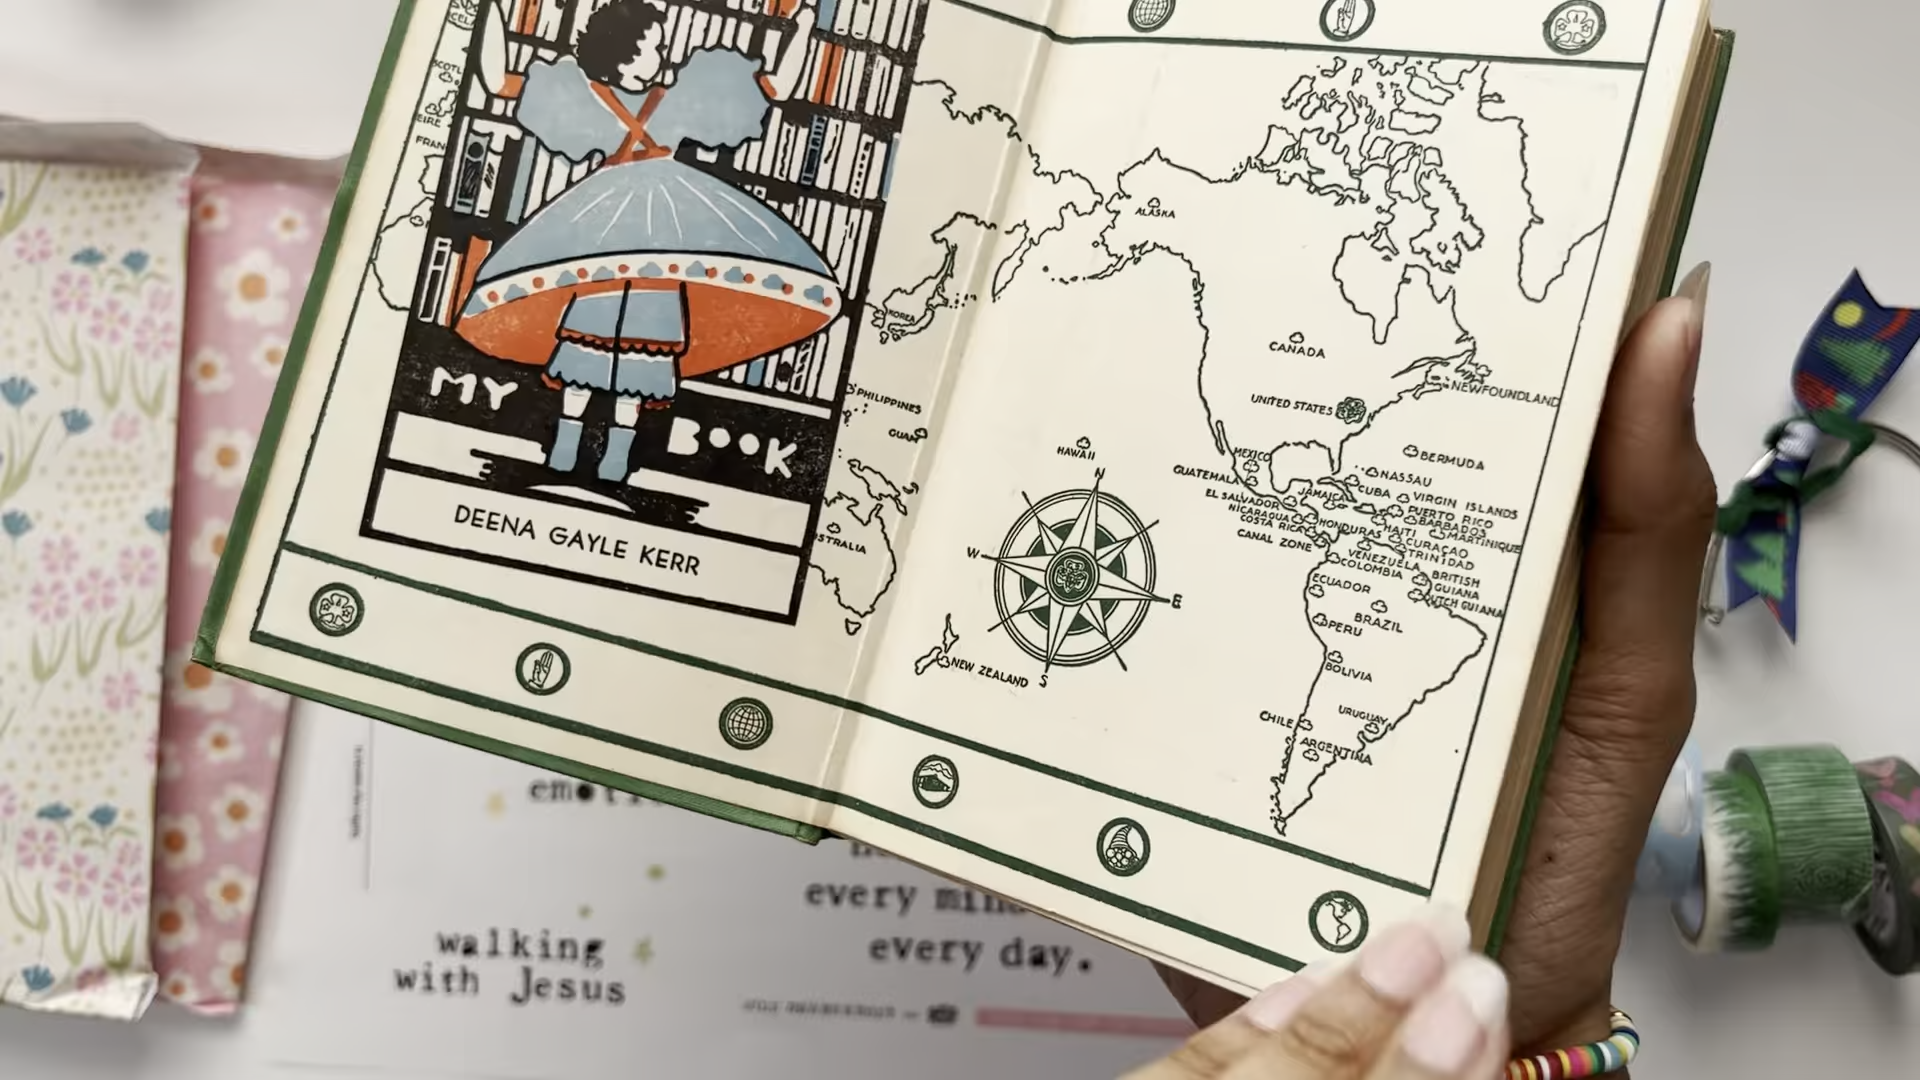 EIRE
MY
BOOK
DEENA GAYLE KERR
KOREA
PHILIPPINES
GUAM
NEW ZEALAND
ALASKA
CANADA
NEWFOUNDLAND
UNITED STATES
HAWAII
N
W
E
S
BERMUDA
MEXICO
NASSAU
GUATEMALA
CUBA
VIRGIN ISLANDS
JAMAICA
PUERTO RICO
EL SALVADOR
BARBADOS
NICARAGUA
HONDURAS
HAITI
MARTINIQUE
COSTA RICA
CURAÇAO
CANAL ZONE
TRINIDAD
VENEZUELA
COLOMBIA
BRITISH
GUIANA
ECUADOR
DUTCH GUIANA
BRAZIL
PERU
BOLIVIA
CHILE
URUGUAY
ARGENTINA
walking
with Jesus
every
every day.